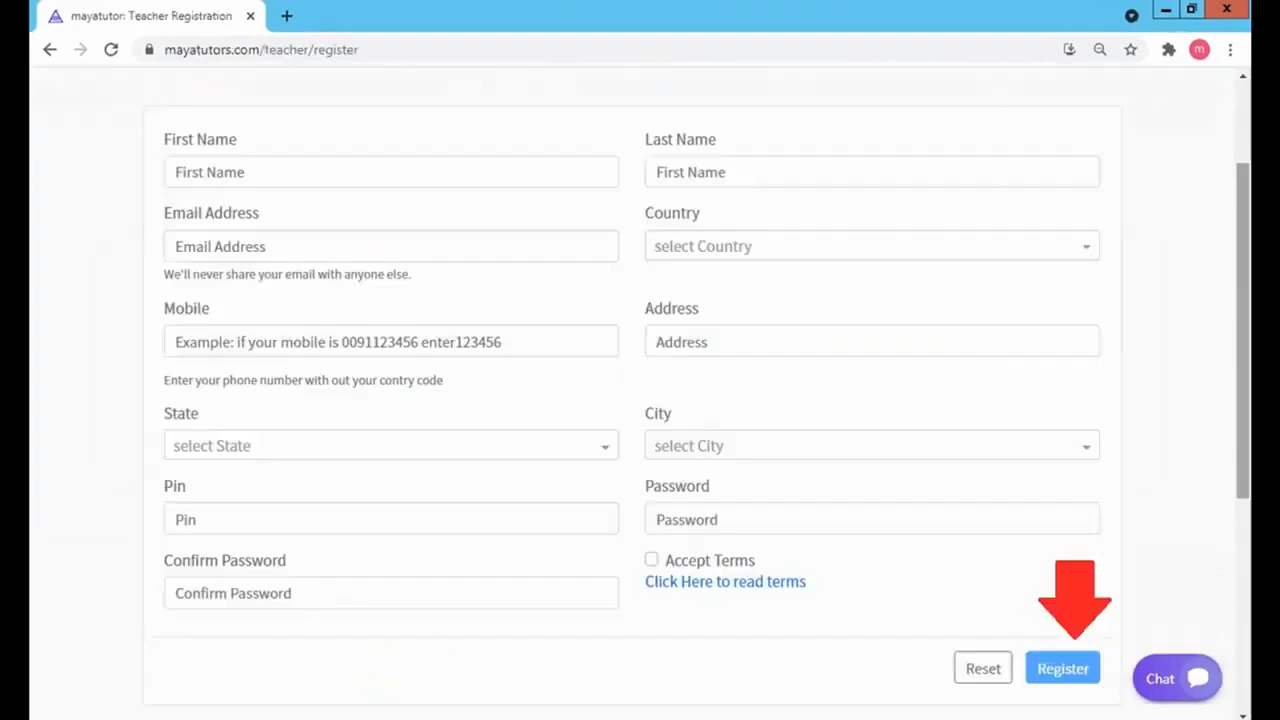 mayatutor: Teacher Registration
mayatutors.com/teacher/register
m
First Name
Last Name
First Name
First Name
Email Address
Country
Email Address
select Country
We'll never share your email with anyone else.
Mobile
Address
Example: if your mobile is 0091123456 enter123456
Address
Enter your phone number with out your contry code
State
City
select State
select City
Pin
Password
Pin
Password
Confirm Password
Accept Terms
Click Here to read terms
Confirm Password
Reset
Register
Chat